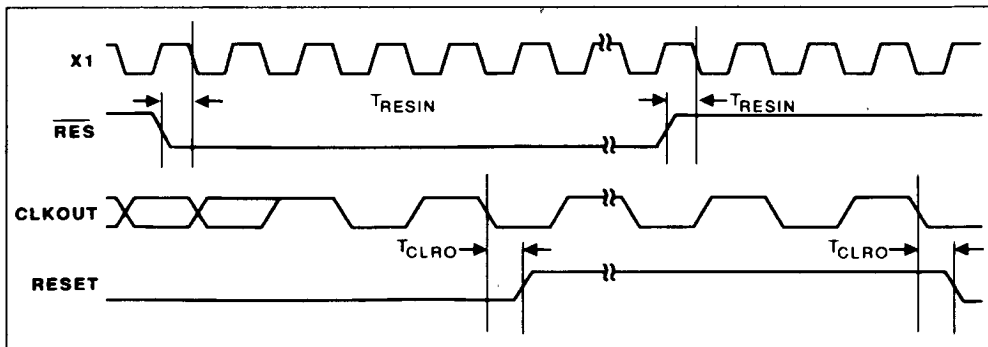 X1
T_RESIN T_RESIN
RES
CLKOUT
T_CLRO T_CLRO
RESET